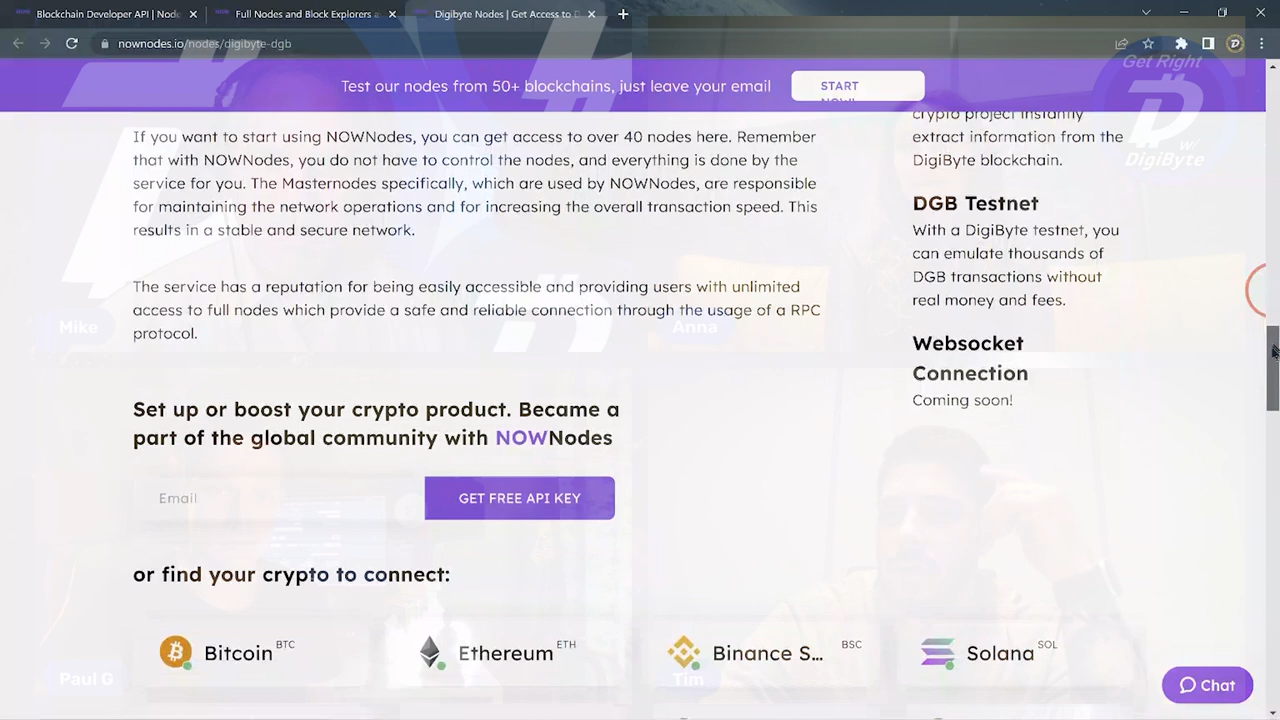 Blockchain Developer API | Node
Full Nodes and Block Explorers a
Digibyte Nodes | Get Access to D
nownodes.io/nodes/digibyte-dgb
Test our nodes from 50+ blockchains, just leave your email
START
NOW!
Get Right
w/
DigiByte
If you want to start using NOWNodes, you can get access to over 40 nodes here. Remember
that with NOWNodes, you do not have to control the nodes, and everything is done by the
service for you. The Masternodes specifically, which are used by NOWNodes, are responsible
for maintaining the network operations and for increasing the overall transaction speed. This
results in a stable and secure network.
The service has a reputation for being easily accessible and providing users with unlimited
access to full nodes which provide a safe and reliable connection through the usage of a RPC
protocol.
Mike
Anna
Set up or boost your crypto product. Became a
part of the global community with NOWNodes
Email
GET FREE API KEY
or find your crypto to connect:
Bitcoin BTC
Ethereum ETH
Binance S... BSC
Solana SOL
Paul G
Tim
crypto project instantly
extract information from the
DigiByte blockchain.
DGB Testnet
With a DigiByte testnet, you
can emulate thousands of
DGB transactions without
real money and fees.
Websocket
Connection
Coming soon!
Chat